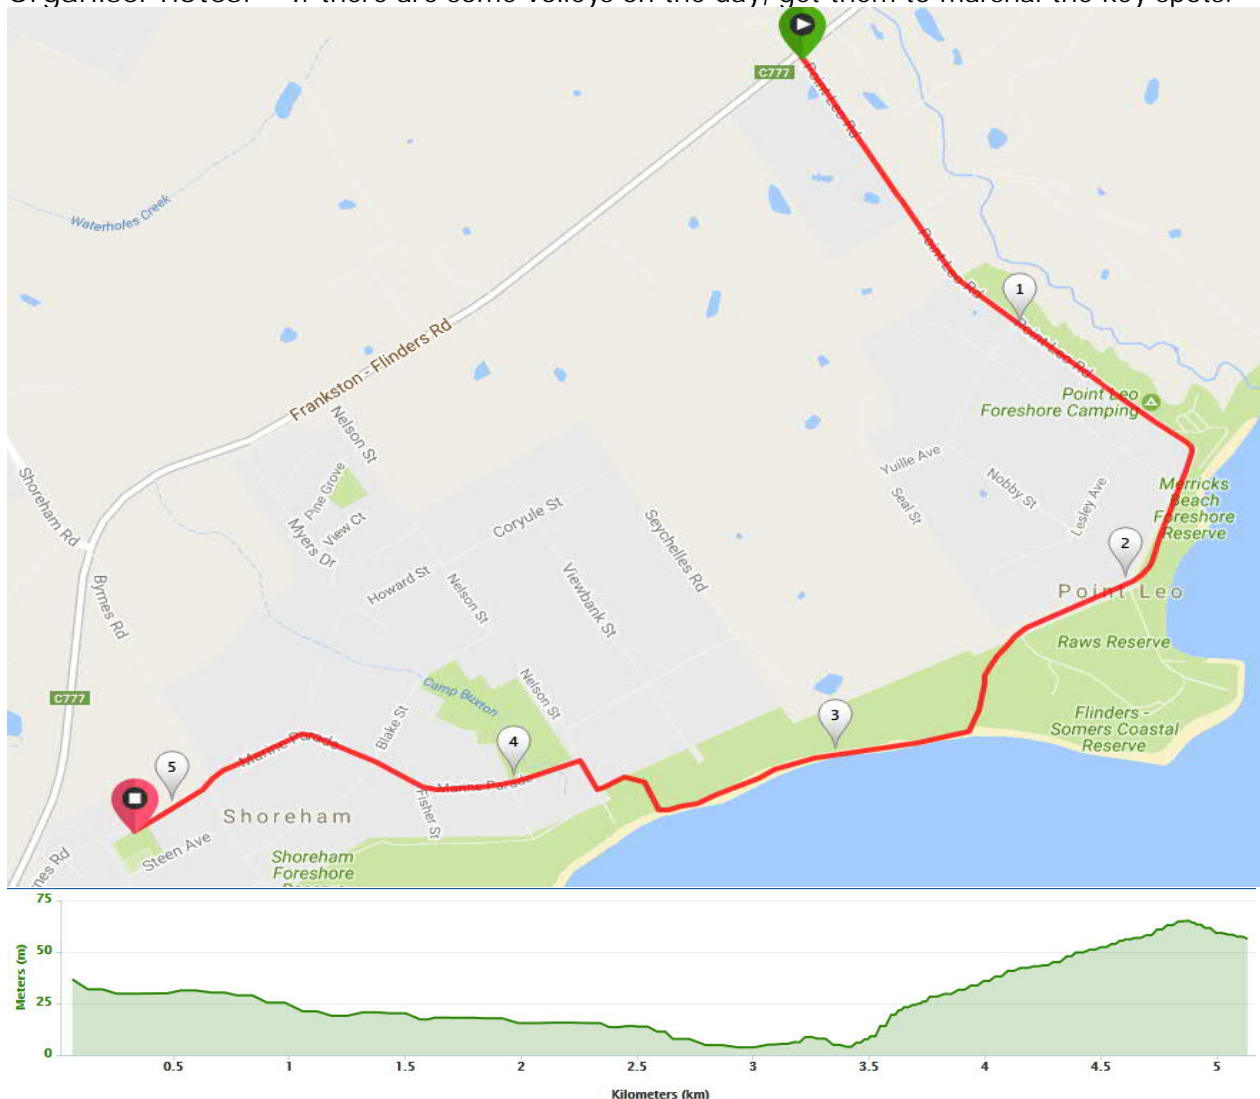 Organiser notes: - If there are some volleys on the day, get them to marshal the key spots.
C777
Point Leo Rd
Waterholes Creek
Point Leo Rd
1
Point Leo Rd
Frankston - Flinders Rd
Point Leo
Foreshore Camping
Nelson St
Yuille Ave
Shoreham Rd
Pine Grove
View Ct
Myers Dr
Coryule St
Seychelles Rd
Seal St
Nobby St
Lesley Ave
Merricks
Beach
Foreshore
Reserve
2
Point Leo
Byrnes Rd
Howard St
Nelson St
Viewbank St
Raws Reserve
C777
Camp Buxton
Nelson St
3
Flinders -
Somers Coastal
Reserve
Blake St
4
Marine Parade
5
Marine Parade
Fisher St
Shoreham
Steen Ave
nes Rd
Shoreham
Foreshore
75
50
25
0
Meters (m)
0.5
1
1.5
2
2.5
3
3.5
4
4.5
5
Kilometers (km)